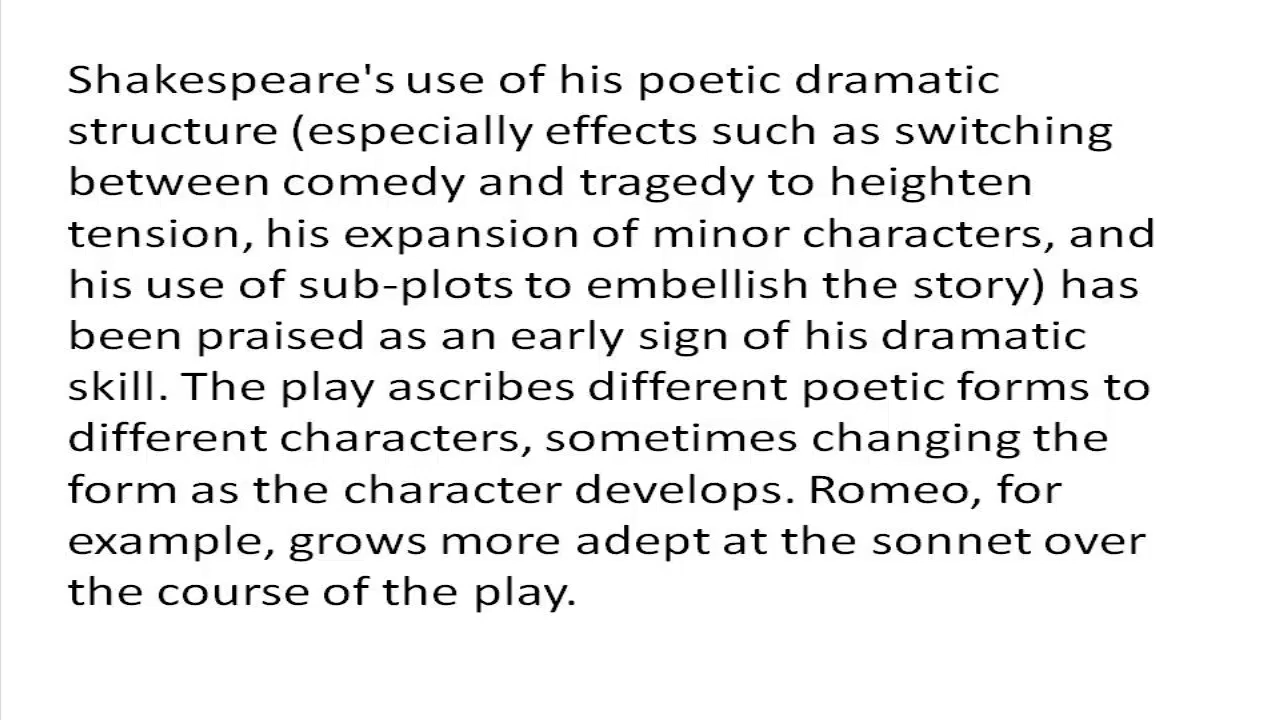 Shakespeare's use of his poetic dramatic
structure (especially effects such as switching
between comedy and tragedy to heighten
tension, his expansion of minor characters, and
his use of sub-plots to embellish the story) has
been praised as an early sign of his dramatic
skill. The play ascribes different poetic forms to
different characters, sometimes changing the
form as the character develops. Romeo, for
example, grows more adept at the sonnet over
the course of the play.